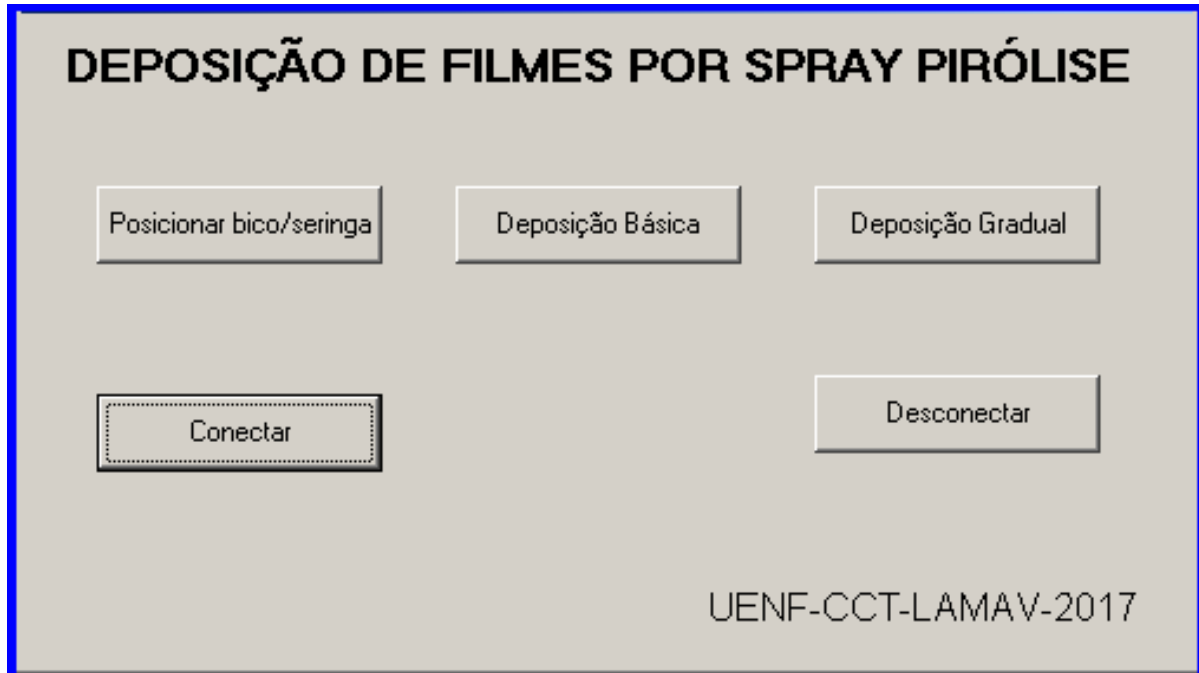 DEPOSIÇÃO DE FILMES POR SPRAY PIRÓLISE
Posicionar bico/seringa
Deposição Básica
Deposição Gradual
Conectar
Desconectar
UENF-CCT-LAMAV-2017